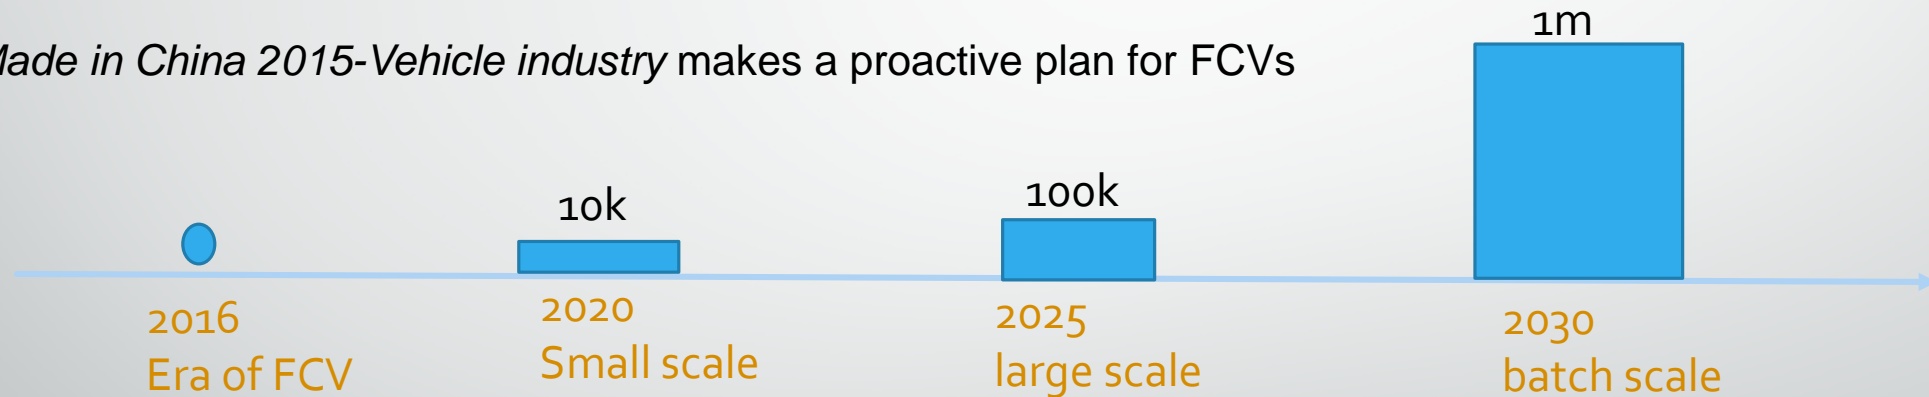 1m
Made in China 2015-Vehicle industry makes a proactive plan for FCVs
10k
100k
2016
Era of FCV
2020
Small scale
2025
large scale
2030
batch scale